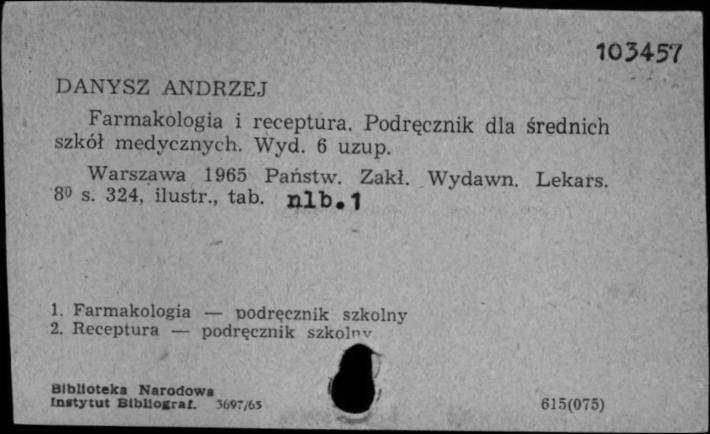 103457
DANYSZ ANDRZEJ
Farmakologia i receptura. Podręcznik dla średnich
szkół medycznych. Wyd. 6 uzup.
Warszawa 1965 Państw. Zakł. Wydawn. Lekars.
8⁰ s. 324, ilustr., tab. nlb.1
1. Farmakologia — podręcznik szkolny
2. Receptura — podręcznik szkolny
Biblioteka Narodowa
Instytut Bibliograf. 3697/65
615(075)